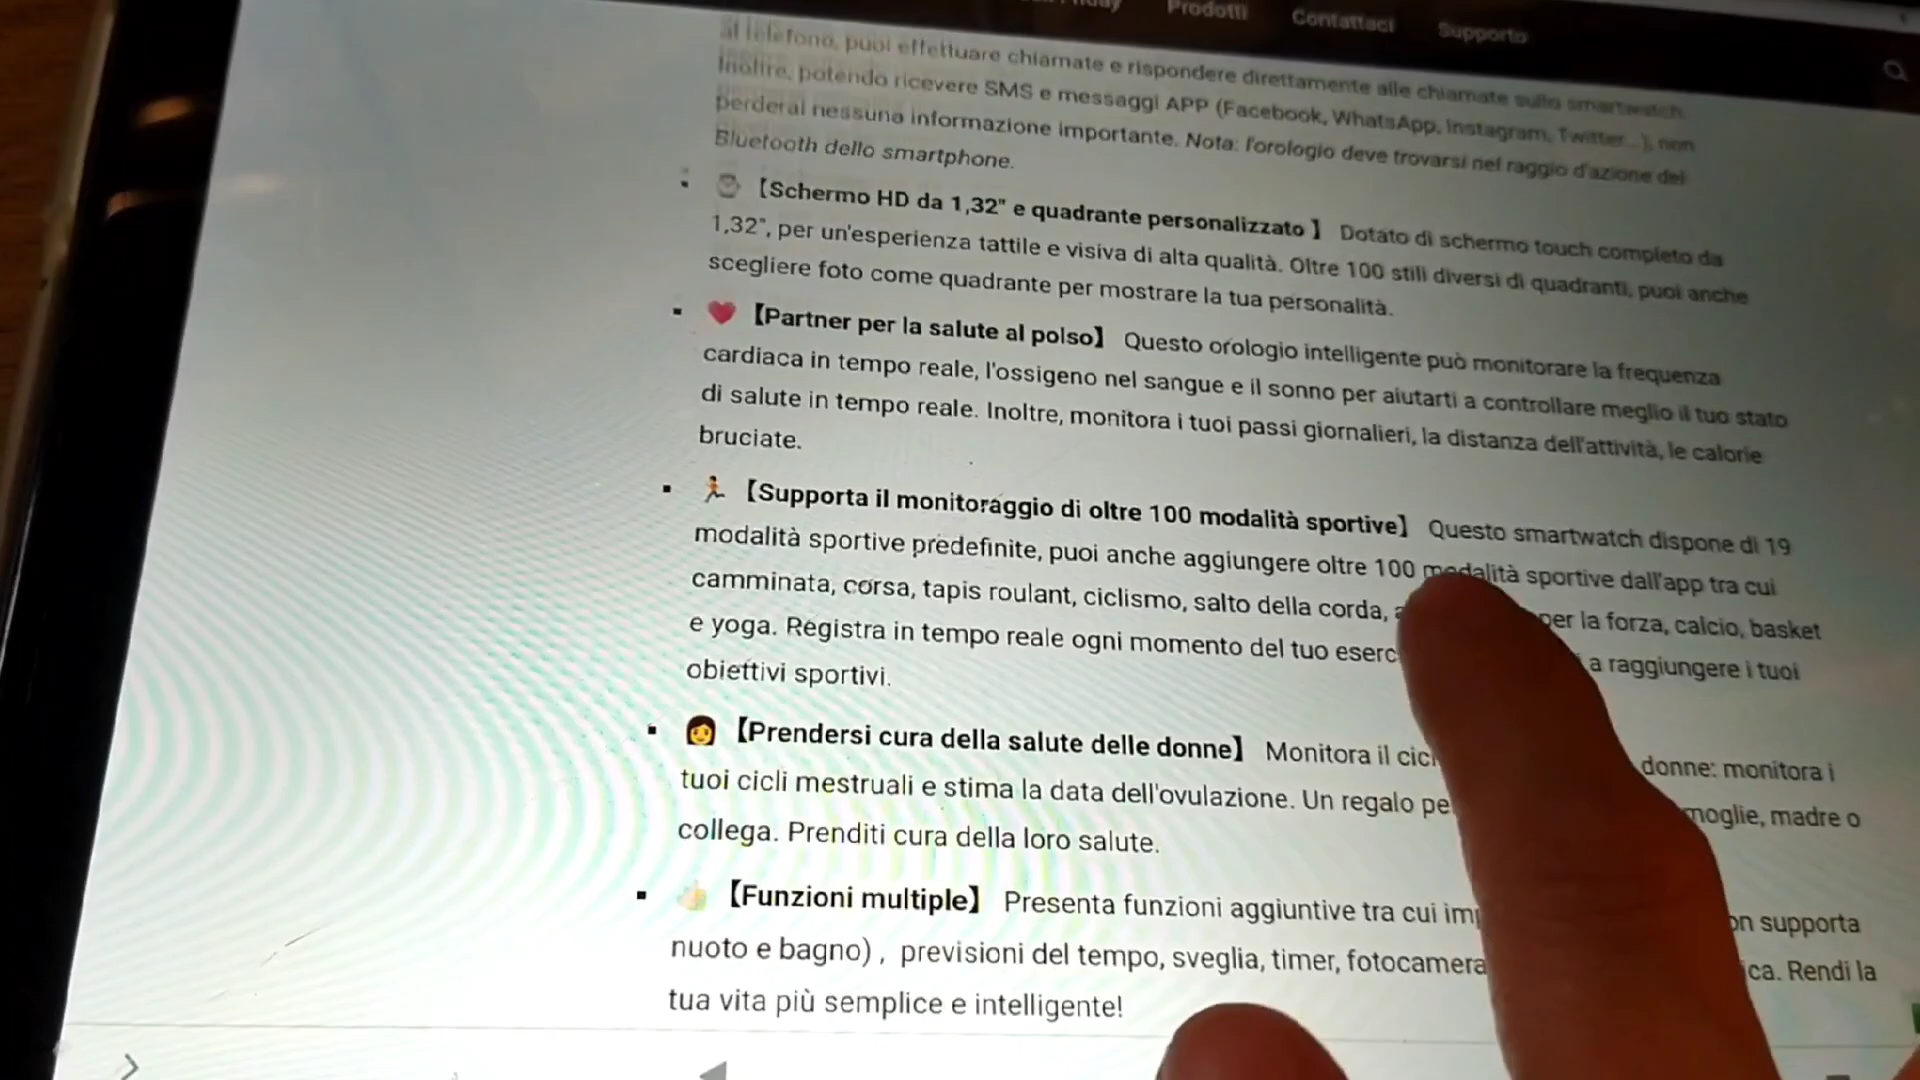 Prodotti Contattaci Supporto
al telefono, puoi effettuare chiamate e rispondere direttamente alle chiamate sullo smartwatch.
Inoltre, potendo ricevere SMS e messaggi APP (Facebook, WhatsApp, Instagram, Twitter...), non
perderai nessuna informazione importante. Nota: l'orologio deve trovarsi nel raggio d'azione del
Bluetooth dello smartphone.
【Schermo HD da 1,32" e quadrante personalizzato 】 Dotato di schermo touch completo da
1,32", per un'esperienza tattile e visiva di alta qualità. Oltre 100 stili diversi di quadranti, puoi anche
scegliere foto come quadrante per mostrare la tua personalità.
【Partner per la salute al polso】 Questo orologio intelligente può monitorare la frequenza
cardiaca in tempo reale, l'ossigeno nel sangue e il sonno per aiutarti a controllare meglio il tuo stato
di salute in tempo reale. Inoltre, monitora i tuoi passi giornalieri, la distanza dell'attività, le calorie
bruciate.
【Supporta il monitoraggio di oltre 100 modalità sportive】 Questo smartwatch dispone di 19
modalità sportive predefinite, puoi anche aggiungere oltre 100 modalità sportive dall'app tra cui
camminata, corsa, tapis roulant, ciclismo, salto della corda, per la forza, calcio, basket
e yoga. Registra in tempo reale ogni momento del tuo a raggiungere i tuoi
obiettivi sportivi.
【Prendersi cura della salute delle donne】 Monitora il donne: monitora i
tuoi cicli mestruali e stima la data dell'ovulazione. Un regalo moglie, madre o
collega. Prenditi cura della loro salute.
【Funzioni multiple】 Presenta funzioni aggiuntive tra cui supporta
nuoto e bagno) , previsioni del tempo, sveglia, timer, fotocamera Rendi la
tua vita più semplice e intelligente!